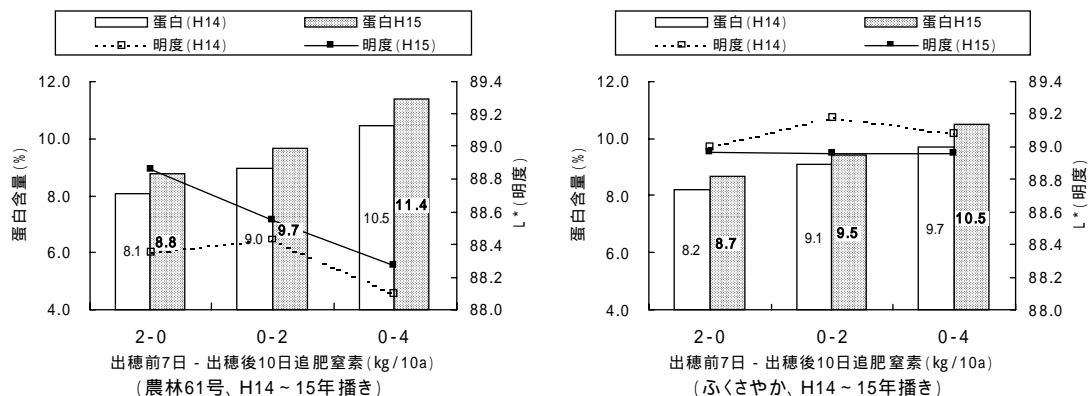 蛋白(H14) 蛋白H15
明度(H14) 明度(H15)
蛋白含量(%)
12.0
10.0
8.0
6.0
4.0
8.1 8.8 9.0 9.7 10.5 11.4
89.4
89.2
89.0
88.8
88.6
88.4
88.2
88.0
L*(明度)
2-0 0-2 0-4
出穂前7日 - 出穂後10日追肥窒素(kg/10a)
(農林61号、H14~15年播き)
蛋白(H14) 蛋白H15
明度(H14) 明度(H15)
蛋白含量(%)
12.0
10.0
8.0
6.0
4.0
8.2 8.7 9.1 9.5 9.7 10.5
89.4
89.2
89.0
88.8
88.6
88.4
88.2
88.0
L*(明度)
2-0 0-2 0-4
出穂前7日 - 出穂後10日追肥窒素(kg/10a)
(ふくさやか、H14~15年播き)